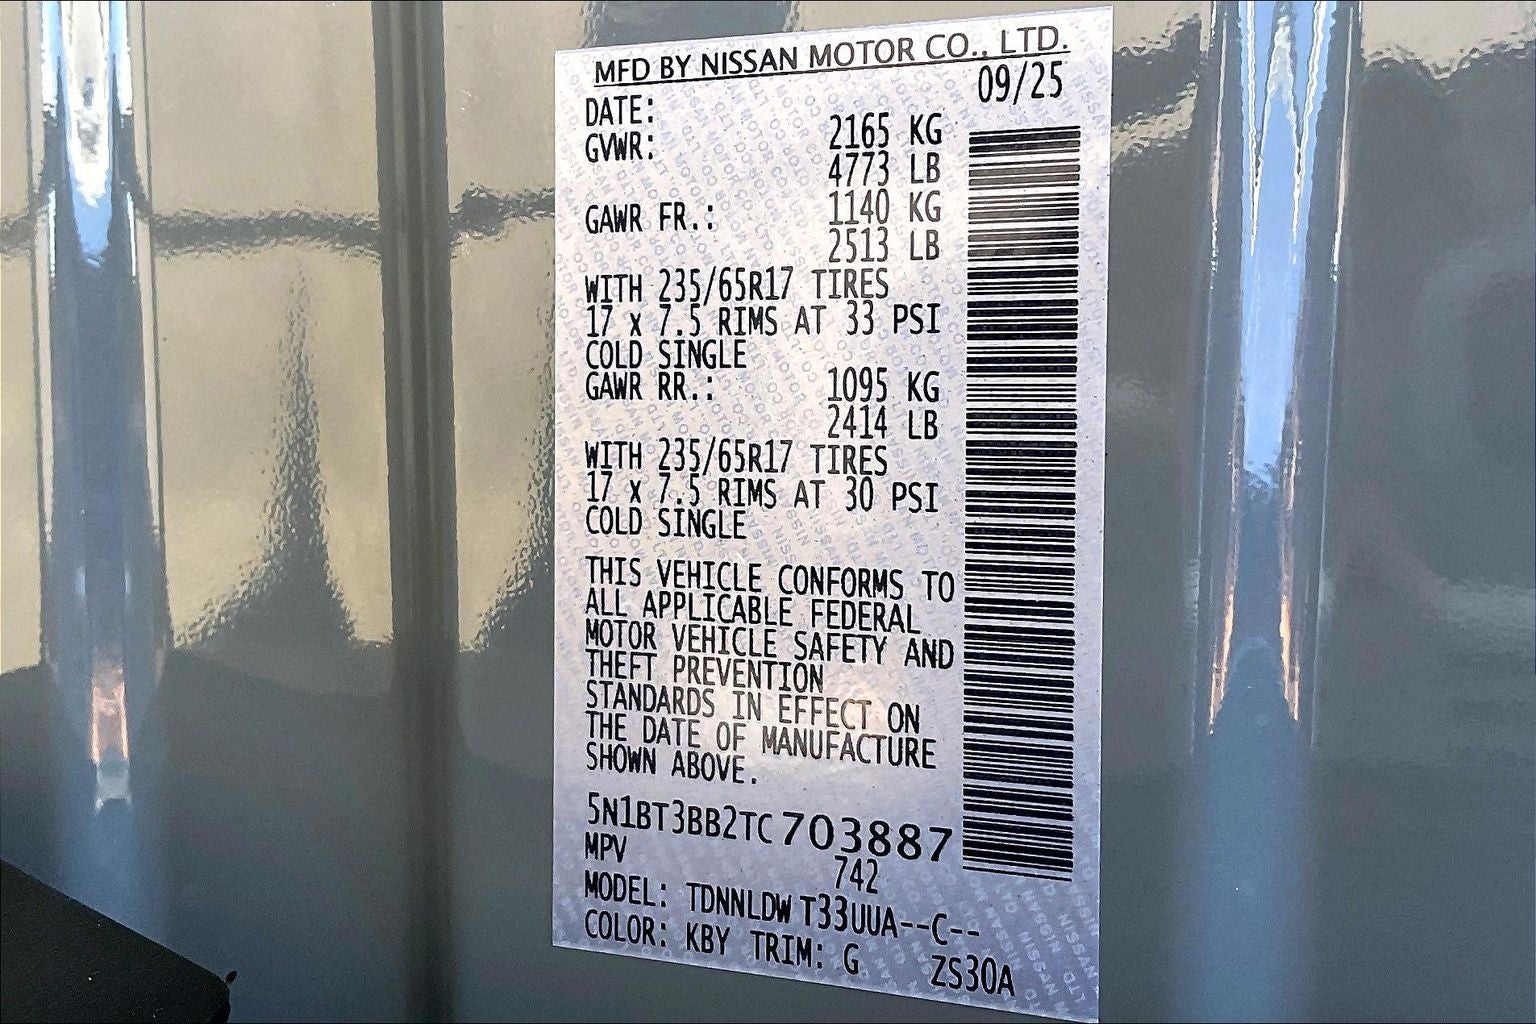 MFD BY NISSAN MOTOR CO., LTD.
DATE: 09/25
GVWR: 2165 KG
4773 LB
GAWR FR.: 1140 KG
2513 LB
WITH 235/65R17 TIRES
17 x 7.5 RIMS AT 33 PSI
COLD SINGLE
GAWR RR.: 1095 KG
2414 LB
WITH 235/65R17 TIRES
17 x 7.5 RIMS AT 30 PSI
COLD SINGLE
THIS VEHICLE CONFORMS TO
ALL APPLICABLE FEDERAL
MOTOR VEHICLE SAFETY AND
THEFT PREVENTION
STANDARDS IN EFFECT ON
THE DATE OF MANUFACTURE
SHOWN ABOVE.
5N1BT3BB2TC703887
MPV 742
MODEL: TDNNLDW T33UUA--C--
COLOR: KBY TRIM: G ZS30A